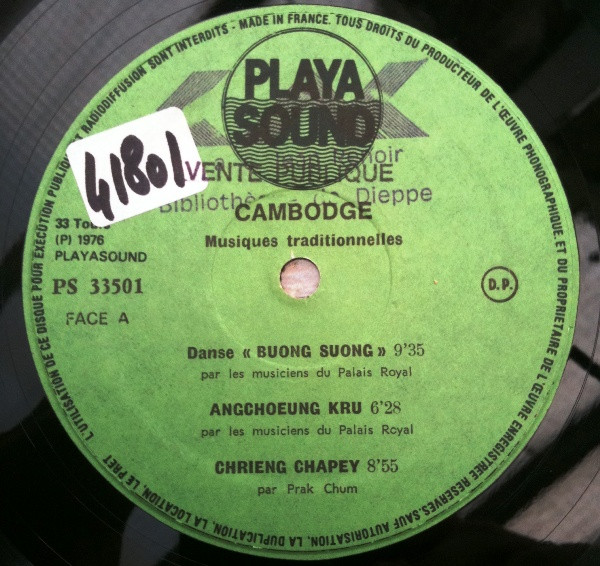 L'UTILISATION DE CE DISQUE POUR EXÉCUTION PUBLIQUE ET RADIODIFFUSION SONT INTERDITS - MADE IN FRANCE. TOUS DROITS DU PRODUCTEUR DE L'ŒUVRE PHONOGRAPHIQUE ET DU PROPRIETAIRE DE L'ŒUVRE ENREGISTREE RESERVES. SAUF AUTORISATION, LA DUPLICATION, LA LOCATION, LE PRET
PLAYA
SOUND
41801
noir
VENTE PUBLIQUE
Dieppe
CAMBODGE
Musiques traditionnelles
33 Tours
(P) 1976
PLAYASOUND
PS 33501
FACE A
D.P.
Danse « BUONG SUONG » 9'35
par les musiciens du Palais Royal
ANGCHOEUNG KRU 6'28
par les musiciens du Palais Royal
CHRIENG CHAPEY 8'55
par Prak Chum